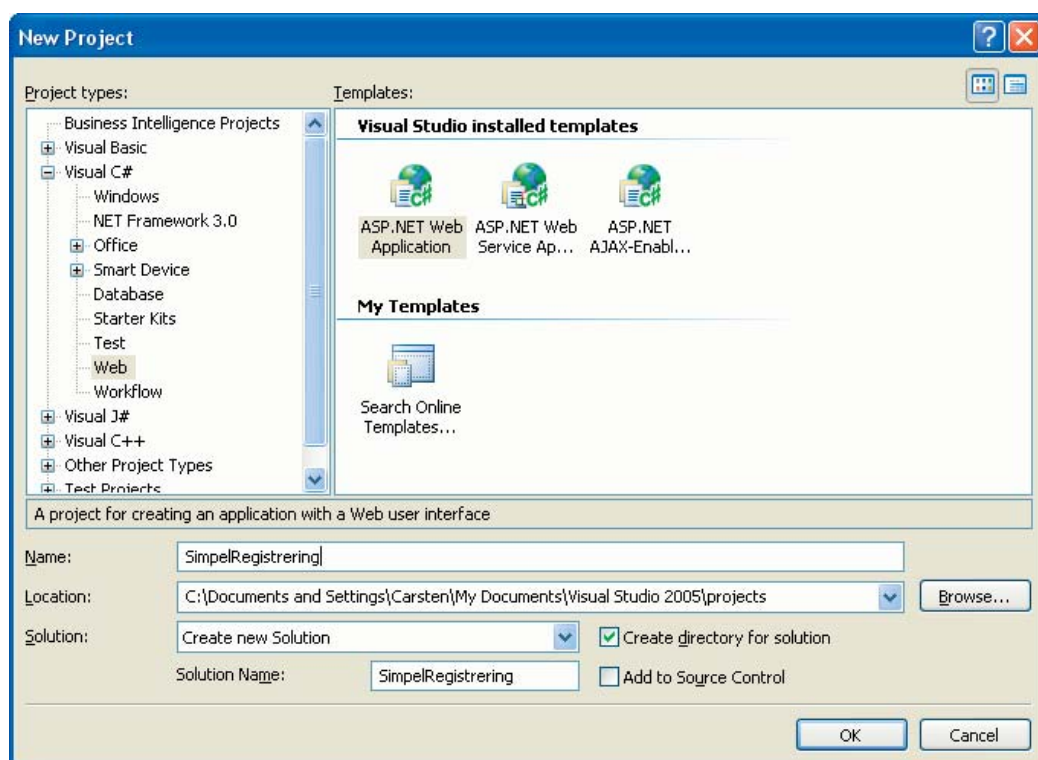 New Project
Project types:
Templates:
Business Intelligence Projects
Visual Basic
Visual C#
Windows
NET Framework 3.0
Office
Smart Device
Database
Starter Kits
Test
Web
Workflow
Visual J#
Visual C++
Other Project Types
Test Projects
Visual Studio installed templates
ASP.NET Web Application
ASP.NET Web Service Ap...
ASP.NET AJAX-Enabl...
My Templates
Search Online Templates...
A project for creating an application with a Web user interface
Name:
SimpelRegistrering
Location:
C:\Documents and Settings\Carsten\My Documents\Visual Studio 2005\projects
Browse...
Solution:
Create new Solution
Create directory for solution
Solution Name:
SimpelRegistrering
Add to Source Control
OK
Cancel